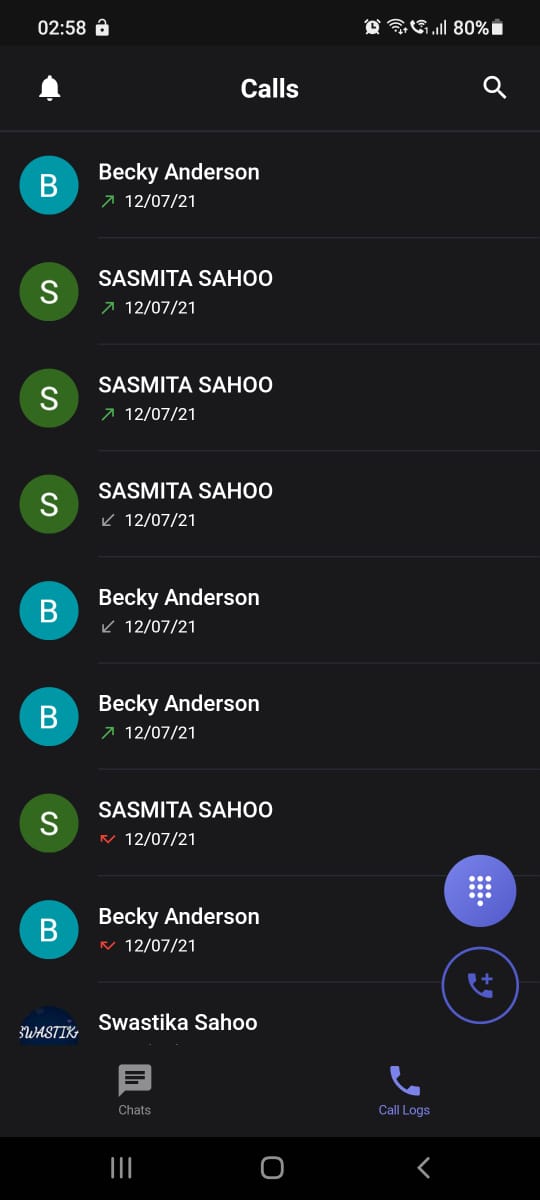 02:58
80%
Calls
B
Becky Anderson
12/07/21
S
SASMITA SAHOO
12/07/21
S
SASMITA SAHOO
12/07/21
S
SASMITA SAHOO
12/07/21
B
Becky Anderson
12/07/21
B
Becky Anderson
12/07/21
S
SASMITA SAHOO
12/07/21
B
Becky Anderson
12/07/21
SWASTIKA
Swastika Sahoo
Chats
Call Logs